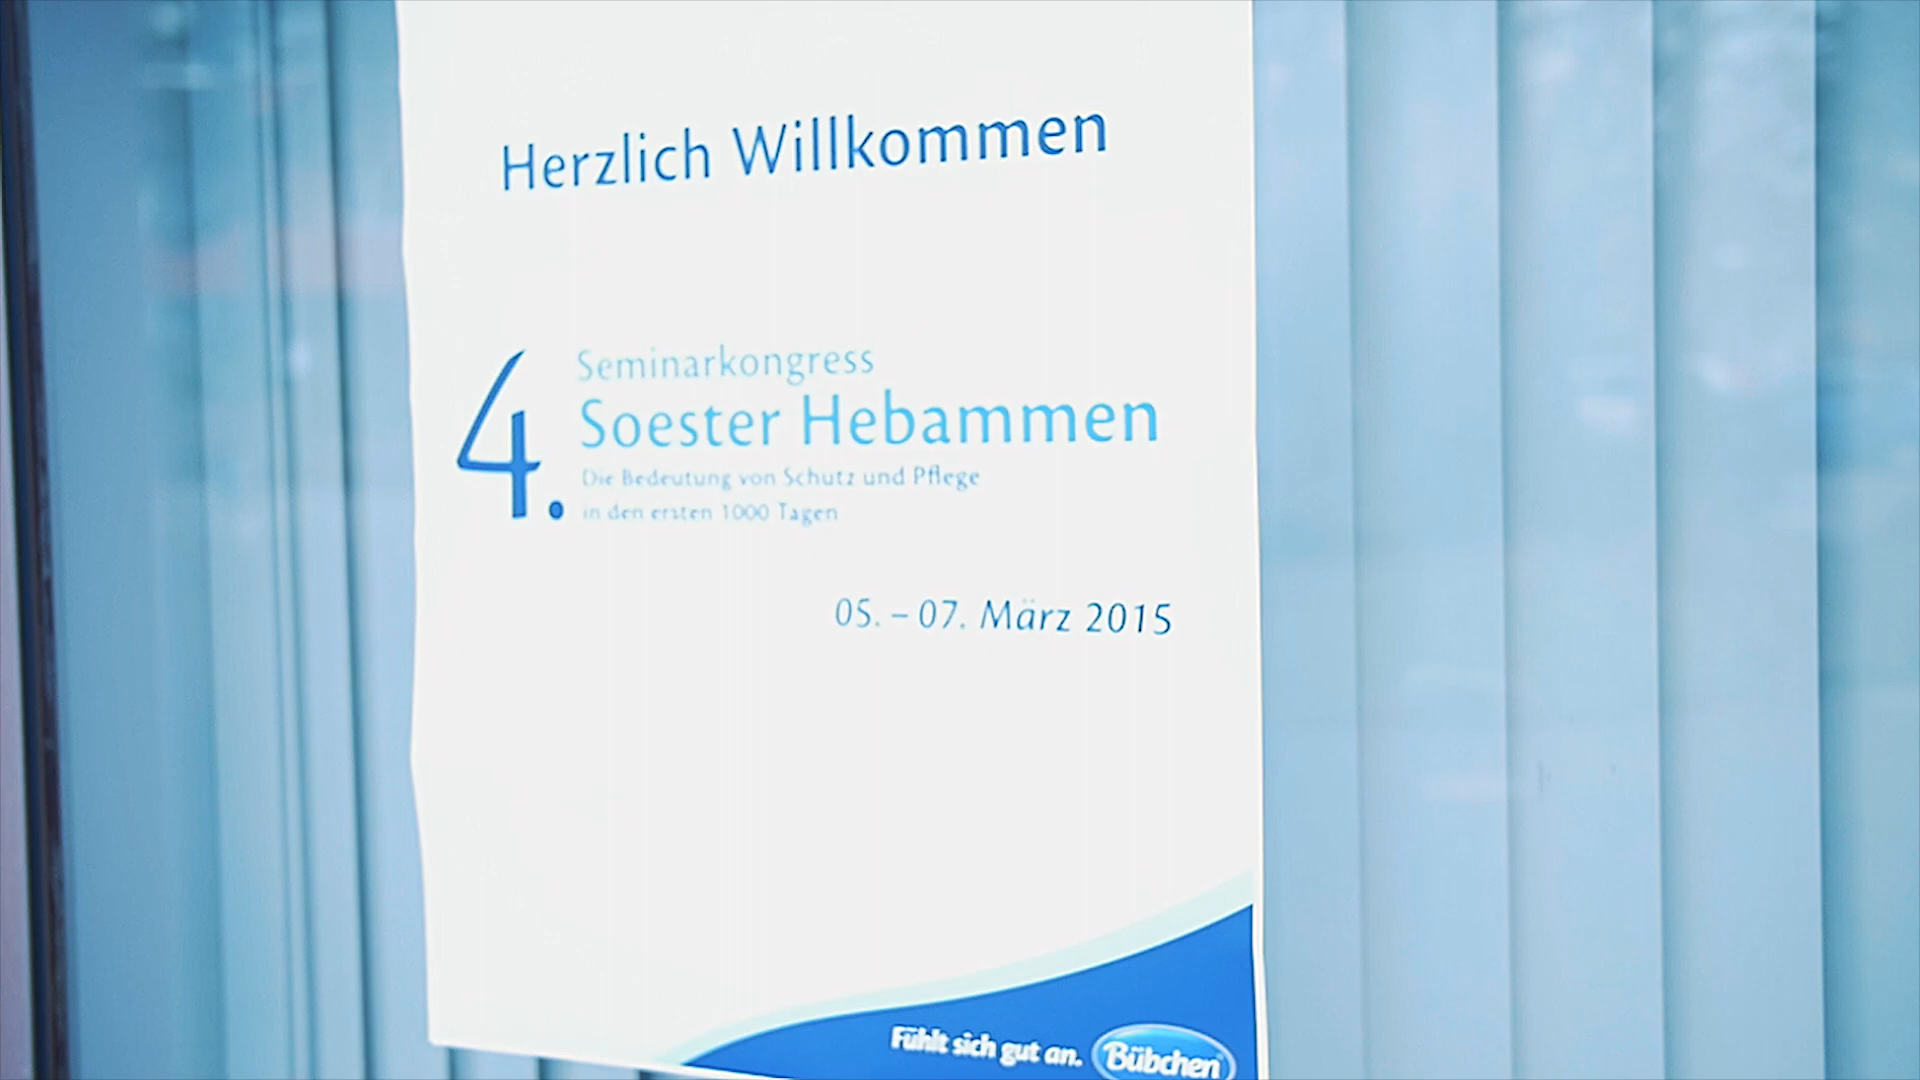 Herzlich Willkommen
4.
Seminarkongress
Soester Hebammen
Die Bedeutung von Schutz und Pflege
in den ersten 1000 Tagen
05. – 07. März 2015
Fühlt sich gut an.
Bübchen